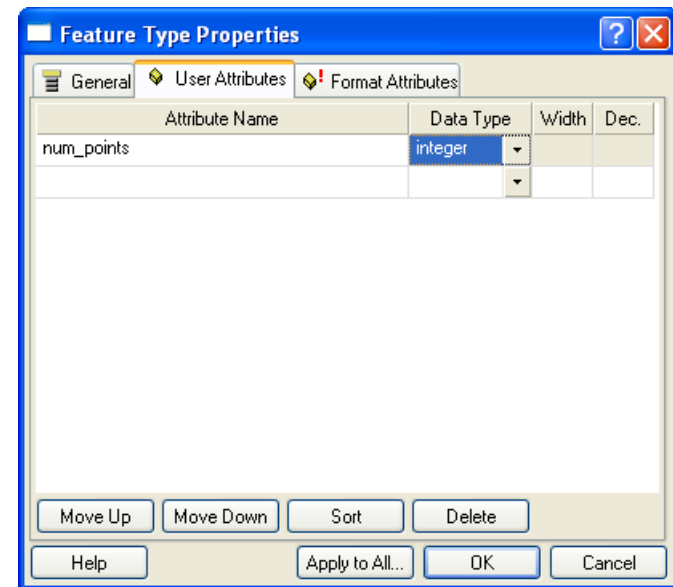 Feature Type Properties
General User Attributes Format Attributes
Attribute Name Data Type Width Dec.
num_points integer
Move Up Move Down Sort Delete
Help Apply to All... OK Cancel